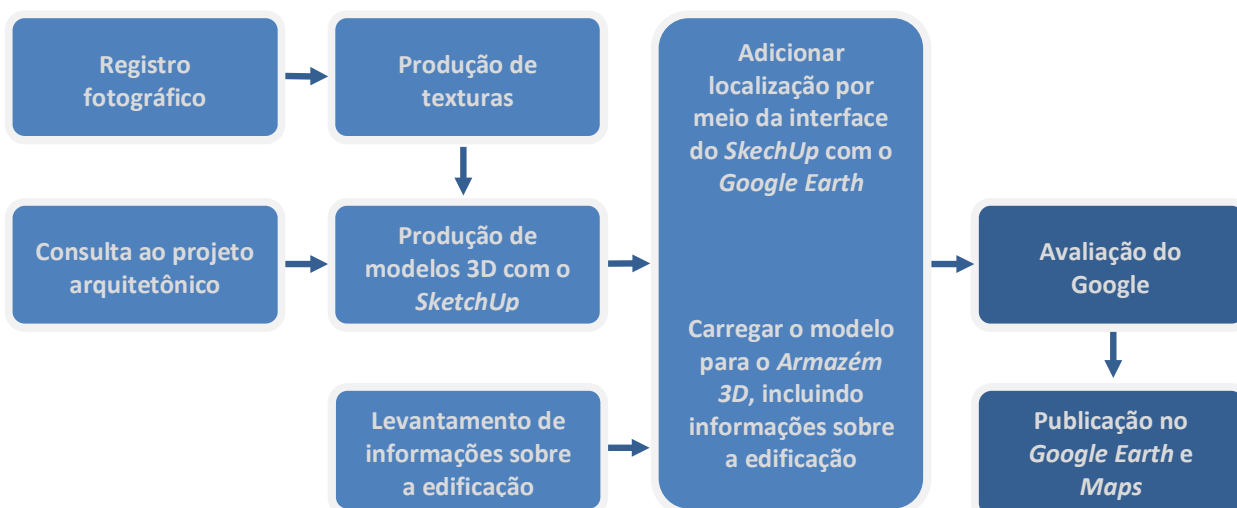 Registro
fotográfico
Produção de
texturas
Adicionar
localização por
meio da interface
do SkechUp com o
Google Earth
Consulta ao projeto
arquitetônico
Produção de
modelos 3D com o
SketchUp
Carregar o modelo
para o Armazém
3D, incluindo
informações sobre
a edificação
Levantamento de
informações sobre
a edificação
Avaliação do
Google
Publicação no
Google Earth e
Maps